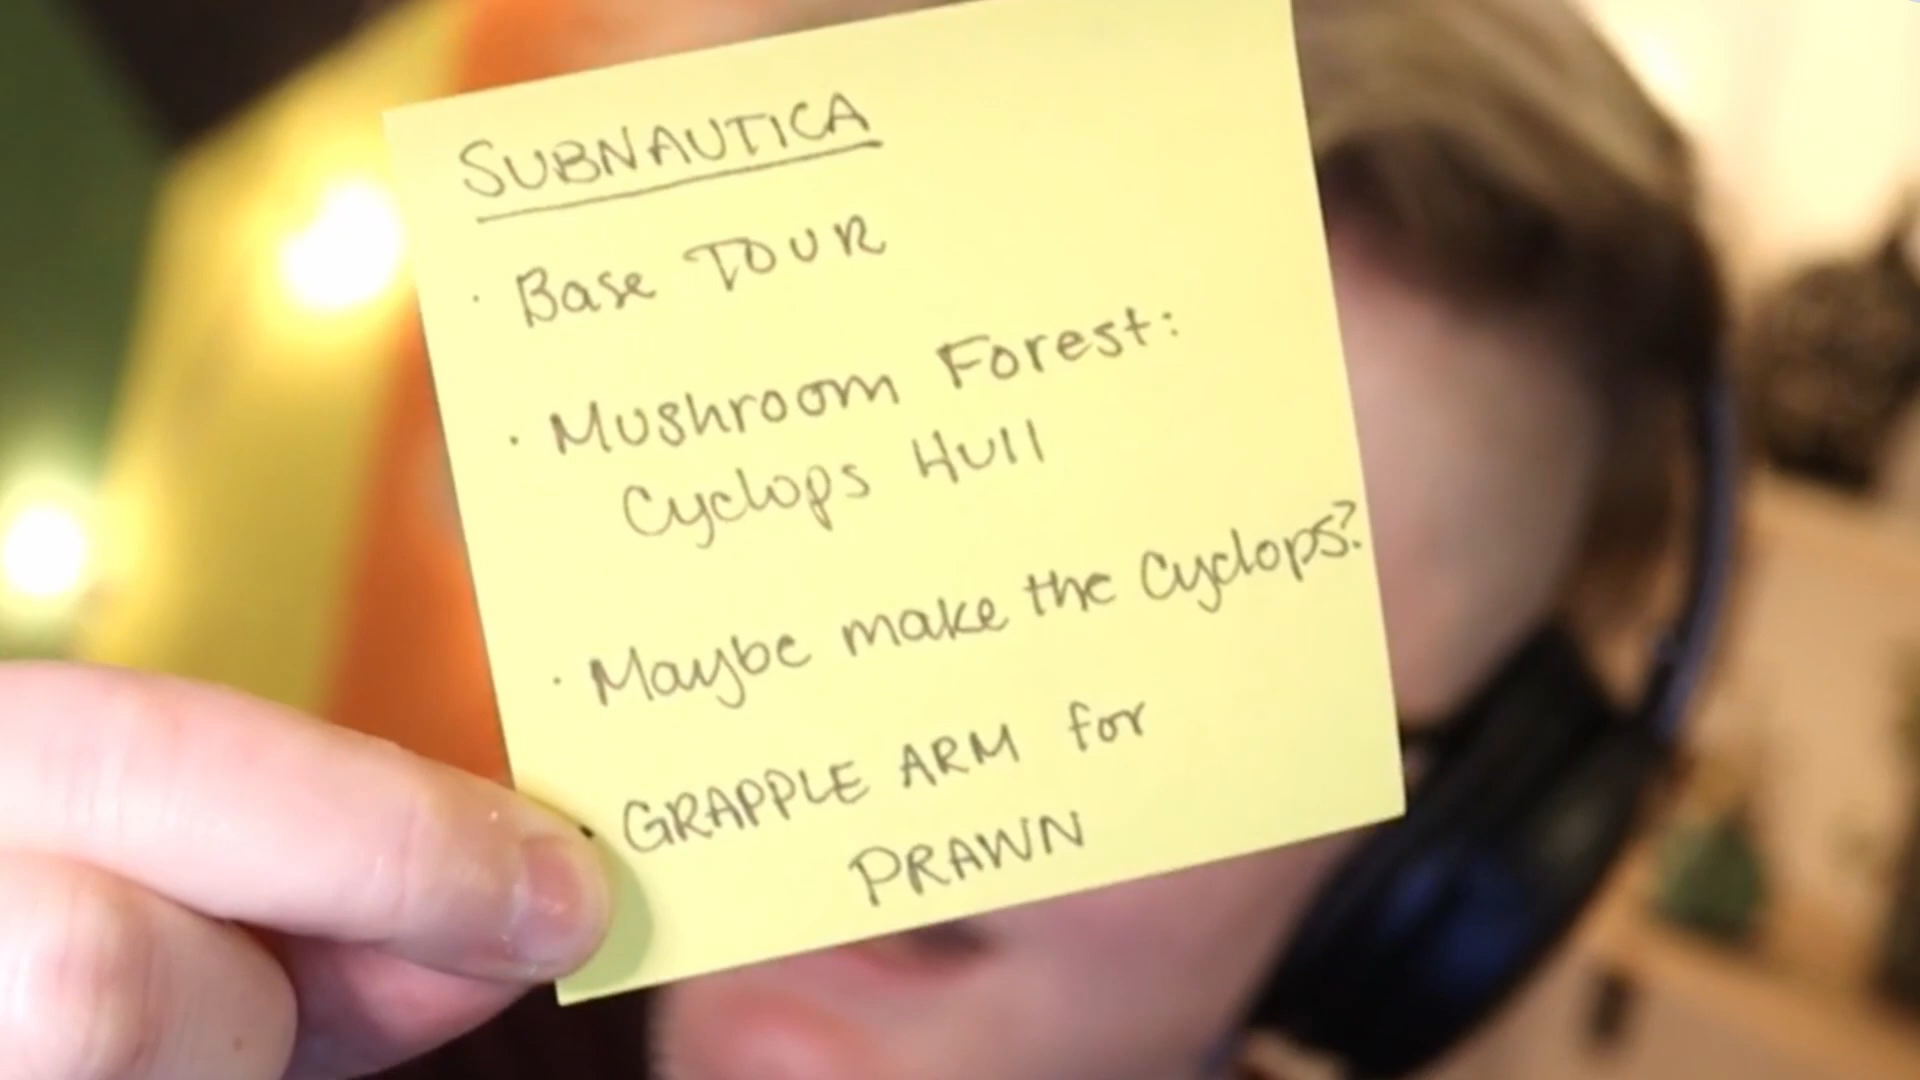 SUBNAUTICA
· Base TOUR
· Mushroom Forest:
Cyclops Hull
· Maybe make the Cyclops?
· GRAPPLE ARM for
PRAWN